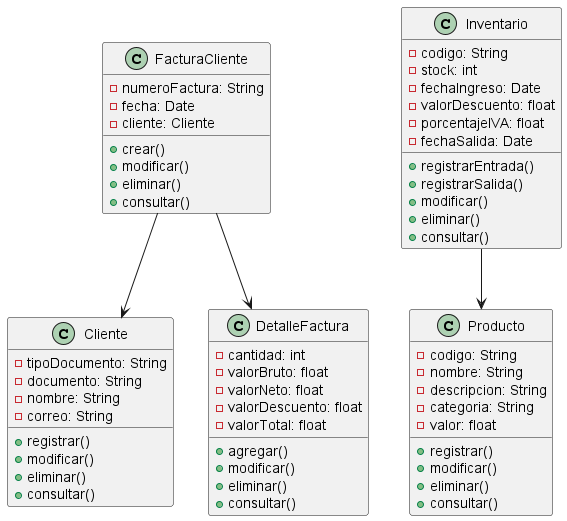 C FacturaCliente
numeroFactura: String
fecha: Date
cliente: Cliente
crear()
modificar()
eliminar()
consultar()
C Inventario
codigo: String
stock: int
fechaIngreso: Date
valorDescuento: float
porcentajeIVA: float
fechaSalida: Date
registrarEntrada()
registrarSalida()
modificar()
eliminar()
consultar()
C Cliente
tipoDocumento: String
documento: String
nombre: String
correo: String
registrar()
modificar()
eliminar()
consultar()
C DetalleFactura
cantidad: int
valorBruto: float
valorNeto: float
valorDescuento: float
valorTotal: float
agregar()
modificar()
eliminar()
consultar()
C Producto
codigo: String
nombre: String
descripcion: String
categoria: String
valor: float
registrar()
modificar()
eliminar()
consultar()